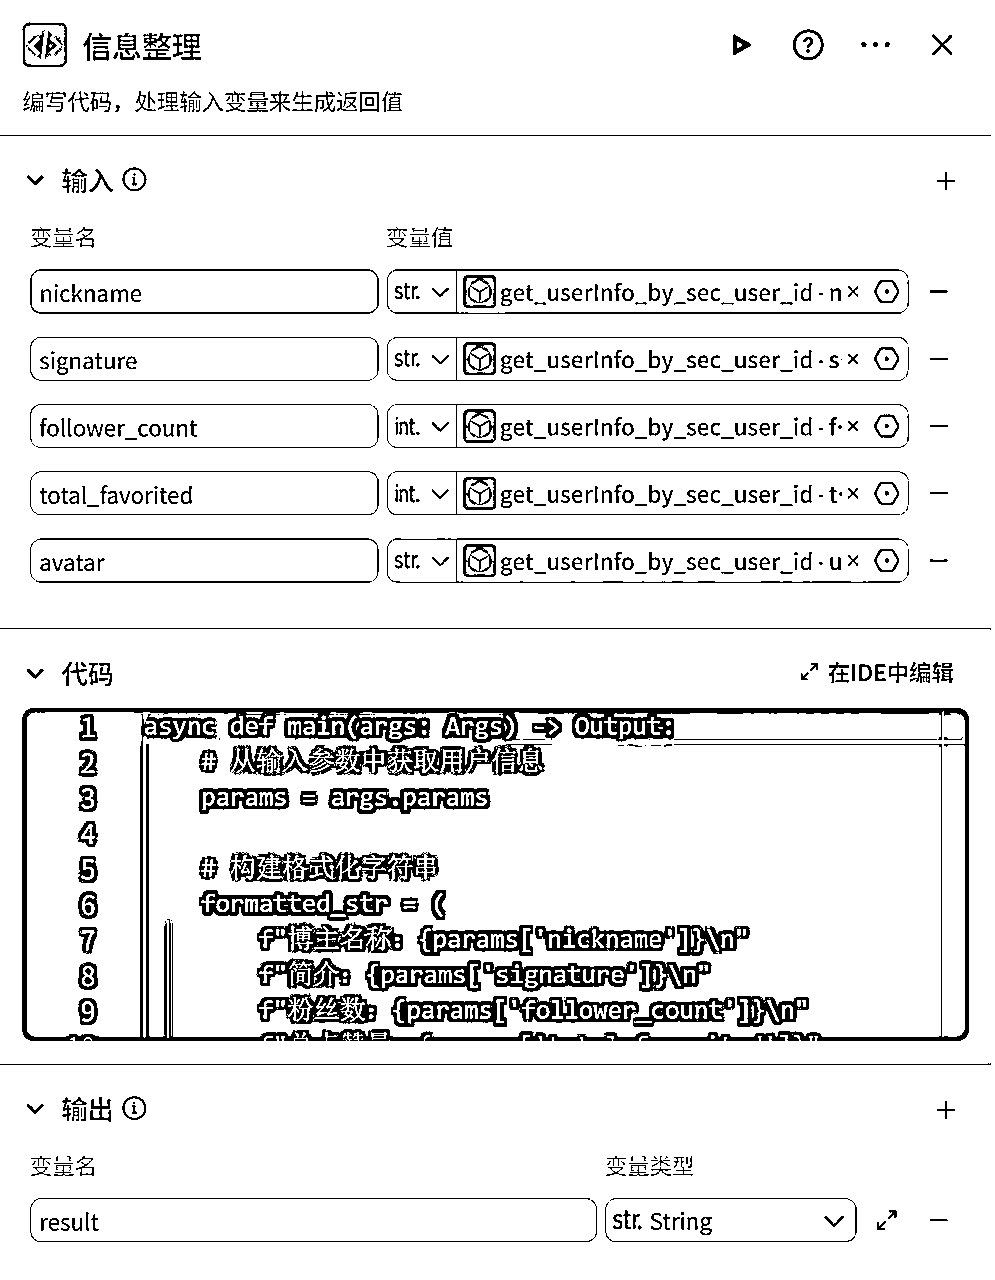 信息整理
编写代码，处理输入变量来生成返回值
输入
变量名 变量值
nickname str. get_userInfo_by_sec_user_id - n
signature str. get_userInfo_by_sec_user_id - s
follower_count int. get_userInfo_by_sec_user_id - f
total_favorited int. get_userInfo_by_sec_user_id - t
avatar str. get_userInfo_by_sec_user_id - u
代码 在IDE中编辑
1 async def main(args: Args) -> Output:
2 # 从输入参数中获取用户信息
3 params = args.params
4
5 # 构建格式化字符串
6 formatted_str = (
7 f"博主名称: {params['nickname']}\n"
8 f"简介: {params['signature']}\n"
9 f"粉丝数: {params['follower_count']}\n"
输出
变量名 变量类型
result str. String